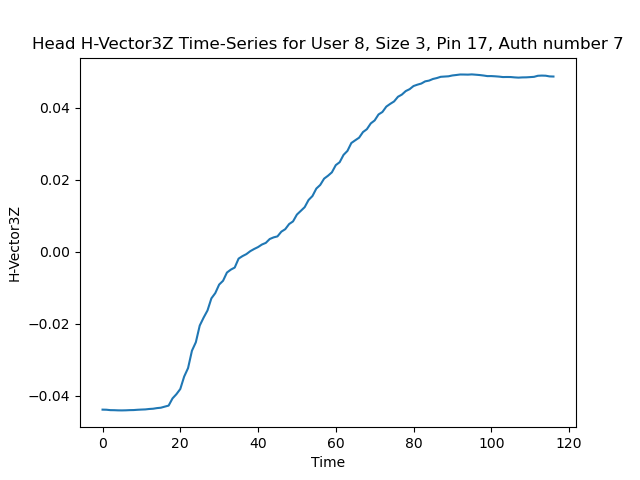 Head H-Vector3Z Time-Series for User 8, Size 3, Pin 17, Auth number 7
H-Vector3Z
0.04
0.02
0.00
−0.02
−0.04
0 20 40 60 80 100 120
Time